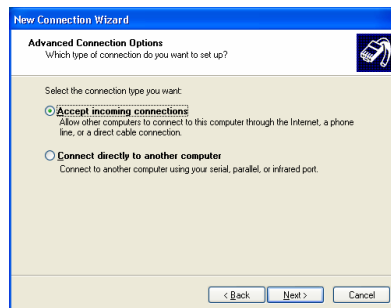 New Connection Wizard
Advanced Connection Options
Which type of connection do you want to set up?
Select the connection type you want:
Accept incoming connections
Allow other computers to connect to this computer through the Internet, a phone
line, or a direct cable connection.
Connect directly to another computer
Connect to another computer using your serial, parallel, or infrared port.
< Back
Next >
Cancel